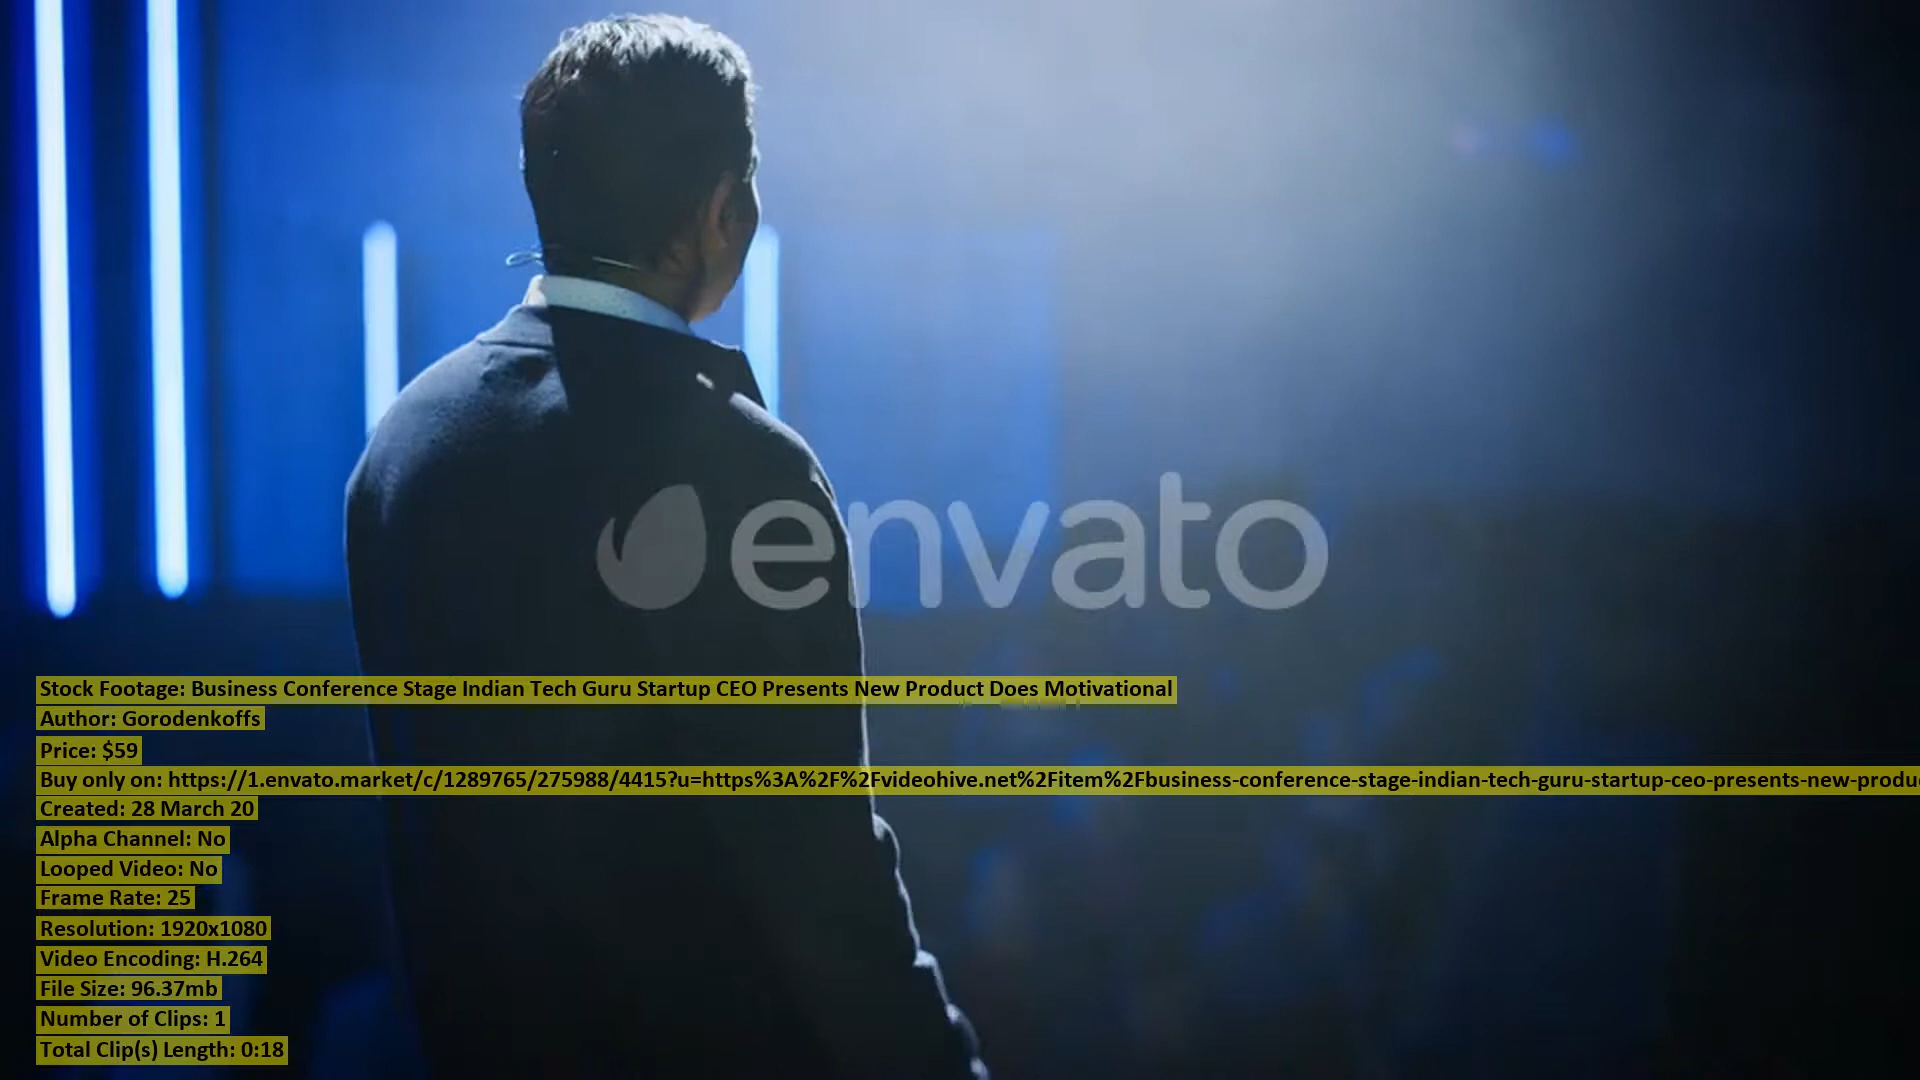 envato
Stock Footage: Business Conference Stage Indian Tech Guru Startup CEO Presents New Product Does Motivational
Author: Gorodenkoffs
Price: $59
Buy only on: https://1.envato.market/c/1289765/275988/4415?u=https%3A%2F%2Fvideohive.net%2Fitem%2Fbusiness-conference-stage-indian-tech-guru-startup-ceo-presents-new-produc
Created: 28 March 20
Alpha Channel: No
Looped Video: No
Frame Rate: 25
Resolution: 1920x1080
Video Encoding: H.264
File Size: 96.37mb
Number of Clips: 1
Total Clip(s) Length: 0:18